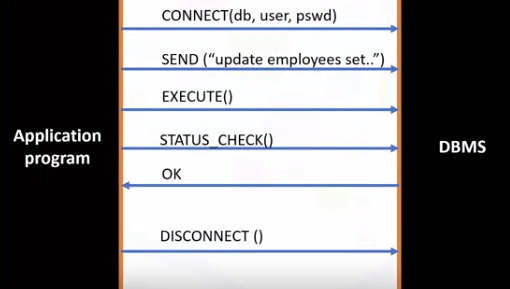 CONNECT(db, user, pswd)
SEND (“update employees set..”)
EXECUTE()
Application
program
STATUS_CHECK()
DBMS
OK
DISCONNECT ()